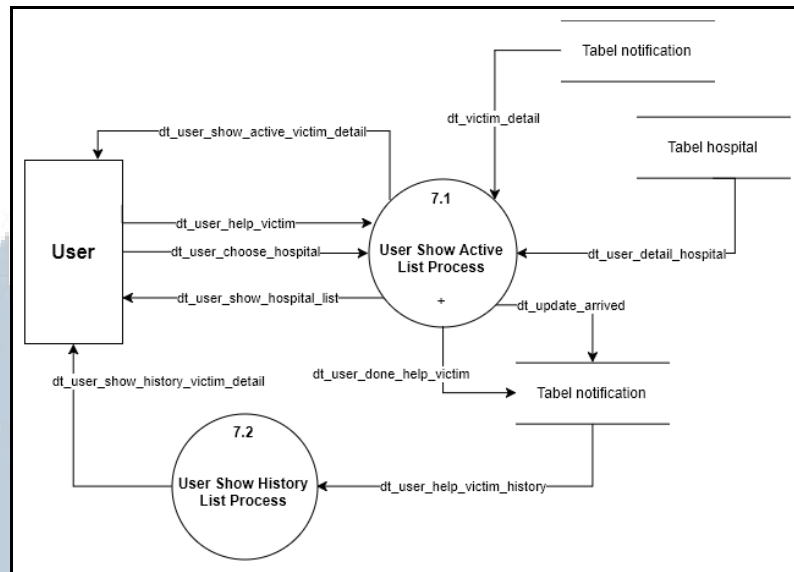 Tabel notification
dt_victim_detail
dt_user_show_active_victim_detail
Tabel hospital
7.1
User Show Active
List Process
+
User
dt_user_help_victim
dt_user_choose_hospital
dt_user_detail_hospital
dt_user_show_hospital_list
dt_update_arrived
dt_user_done_help_victim
dt_user_show_history_victim_detail
Tabel notification
7.2
User Show History
List Process
dt_user_help_victim_history